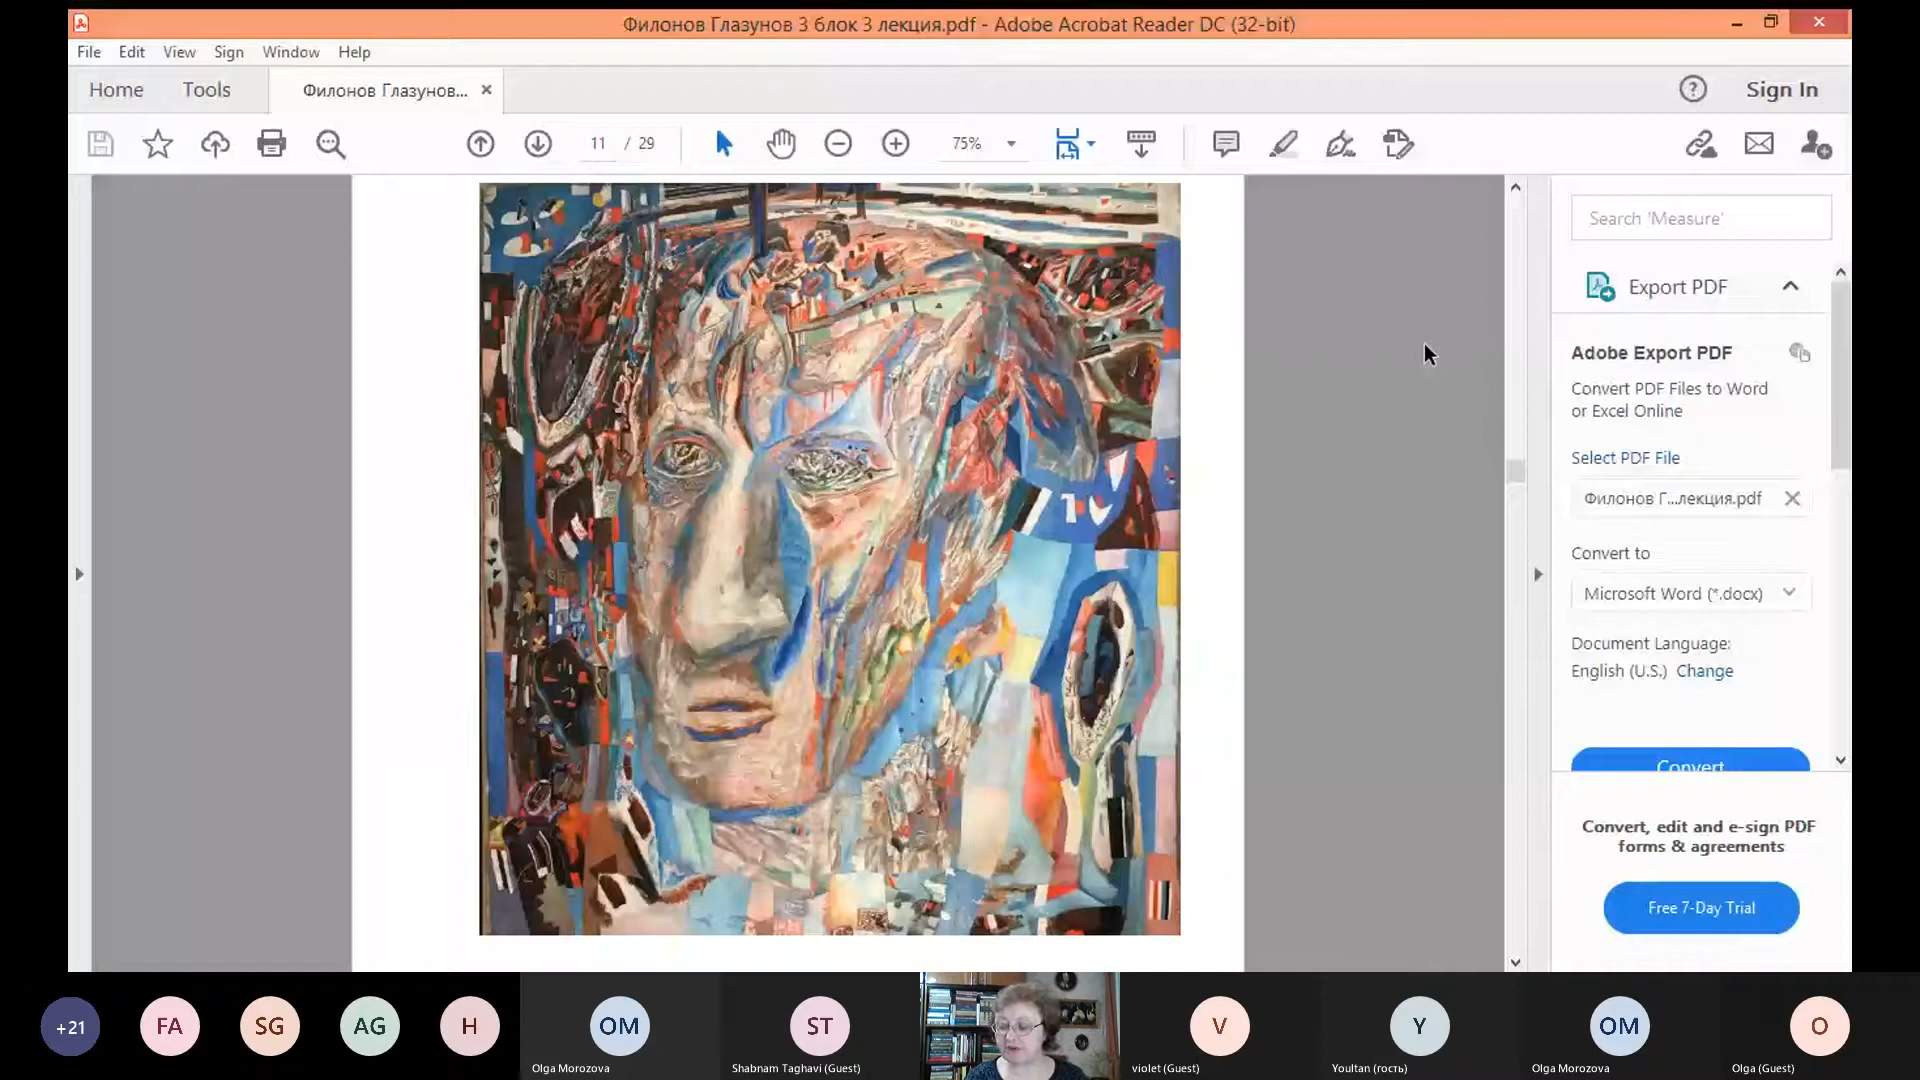 Филонов Глазунов 3 блок 3 лекция.pdf - Adobe Acrobat Reader DC (32-bit)
File Edit View Sign Window Help
Home Tools Филонов Глазунов... Sign In
11 / 29 75%
Search 'Measure'
Export PDF
Adobe Export PDF
Convert PDF Files to Word
or Excel Online
Select PDF File
Филонов Г...лекция.pdf
Convert to
Microsoft Word (*.docx)
Document Language:
English (U.S.) Change
Convert
Convert, edit and e-sign PDF
forms & agreements
Free 7-Day Trial
+21 FA SG AG H OM ST V Y OM O
Olga Morozova Shabnam Taghavi (Guest) violet (Guest) Youltan (гость) Olga Morozova Olga (Guest)